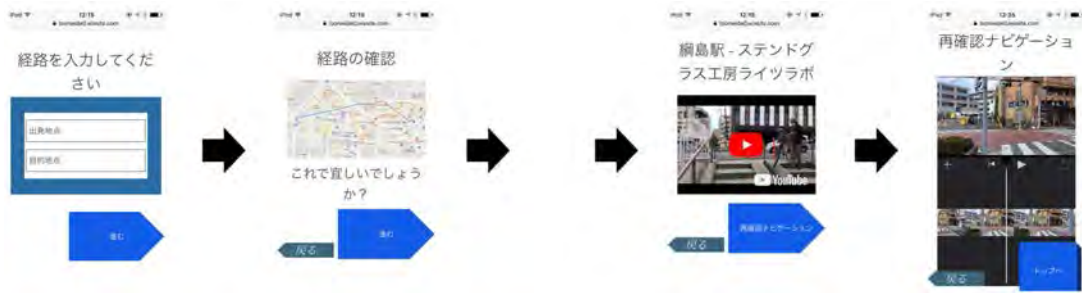 iPod
12:15
経路を入力してくだ
さい
出発地点
目的地点
進む
経路の確認
これで宜しいでしょう
か？
戻る
進む
綱島駅 - ステンドグ
ラス工房ライツラボ
YouTube
戻る
再確認ナビゲーション
再確認ナビゲーショ
ン
戻る
トップへ